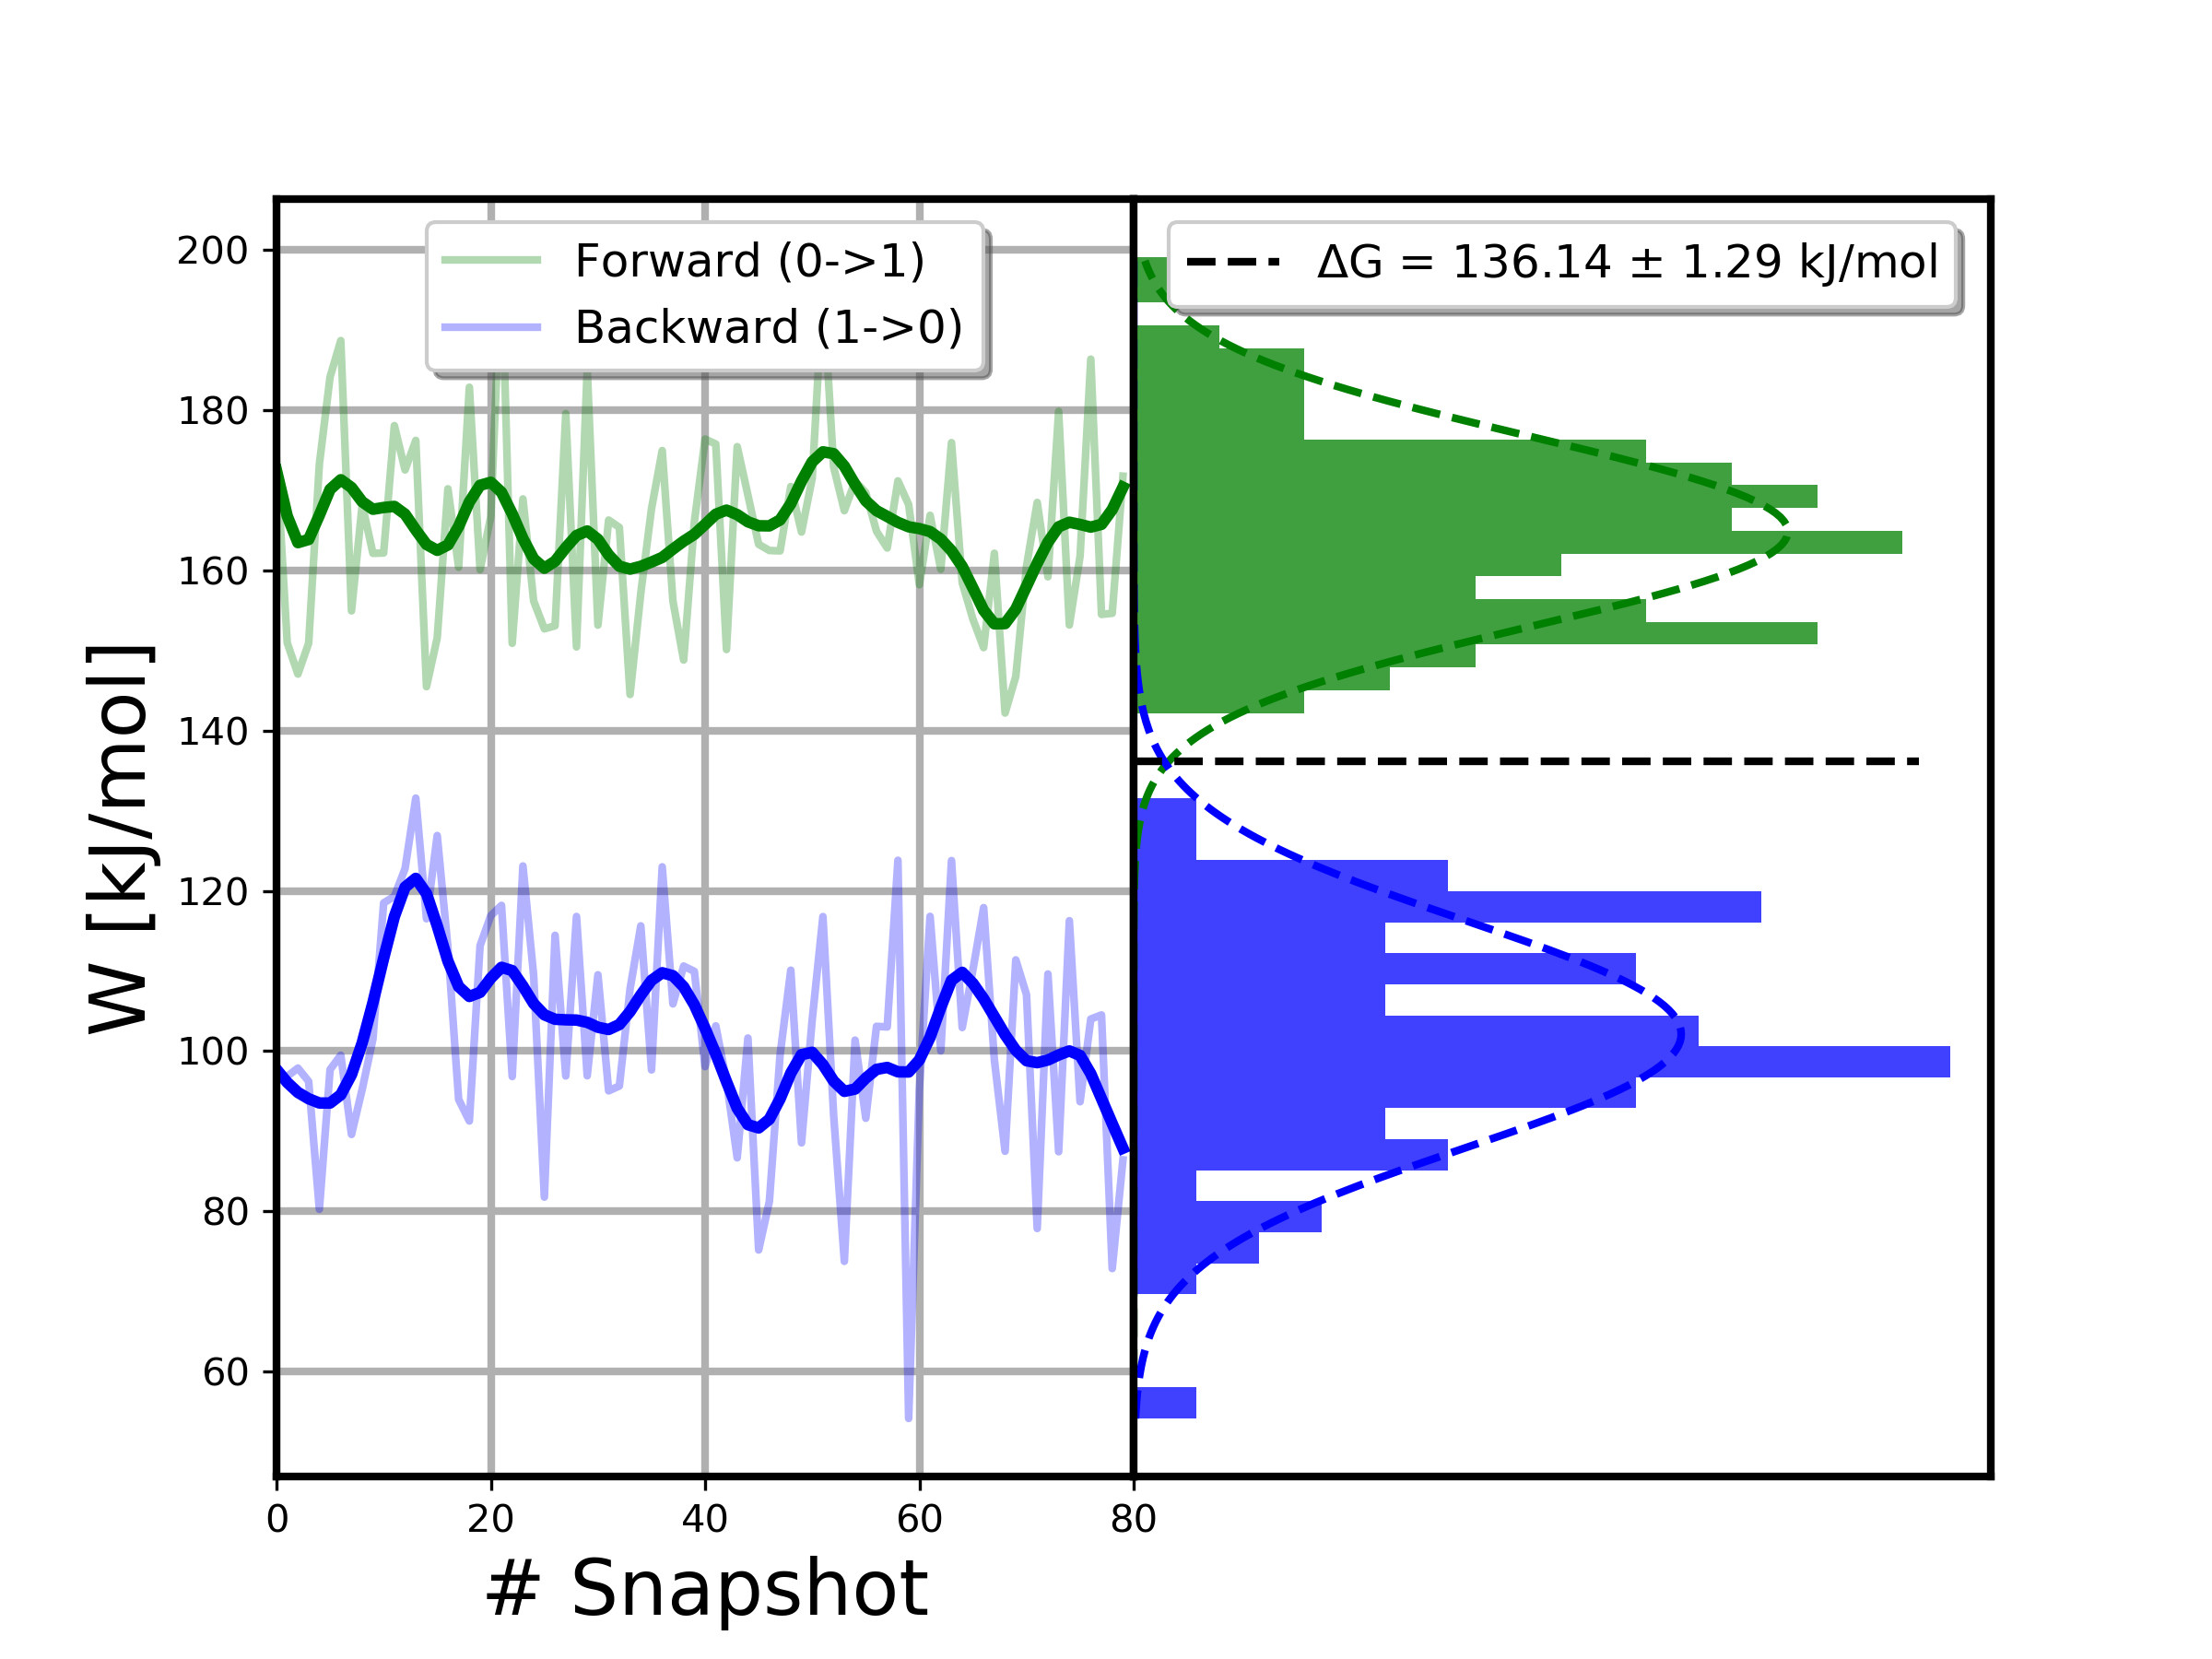 Forward (0->1)
Backward (1->0)
ΔG = 136.14 ± 1.29 kJ/mol
200
180
160
140
120
100
80
60
W [kJ/mol]
0 20 40 60 80
# Snapshot